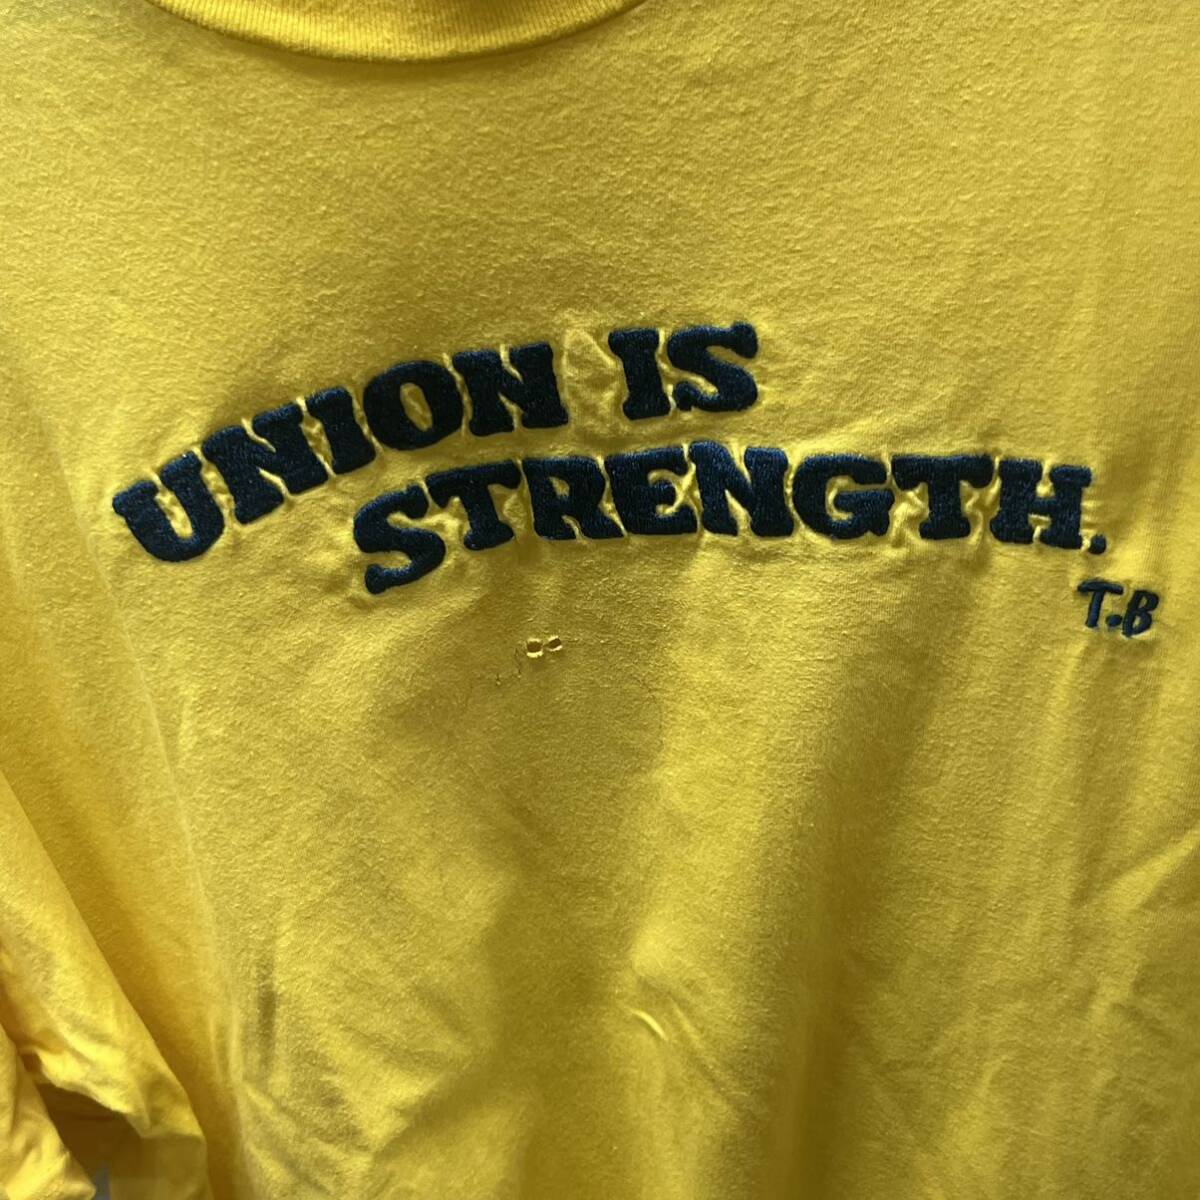 UNION IS
STRENGTH.
T.B